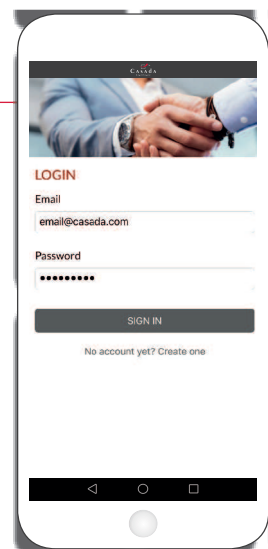 CASADA
LOGIN
Email
email@casada.com
Password
•••••••••
SIGN IN
No account yet? Create one